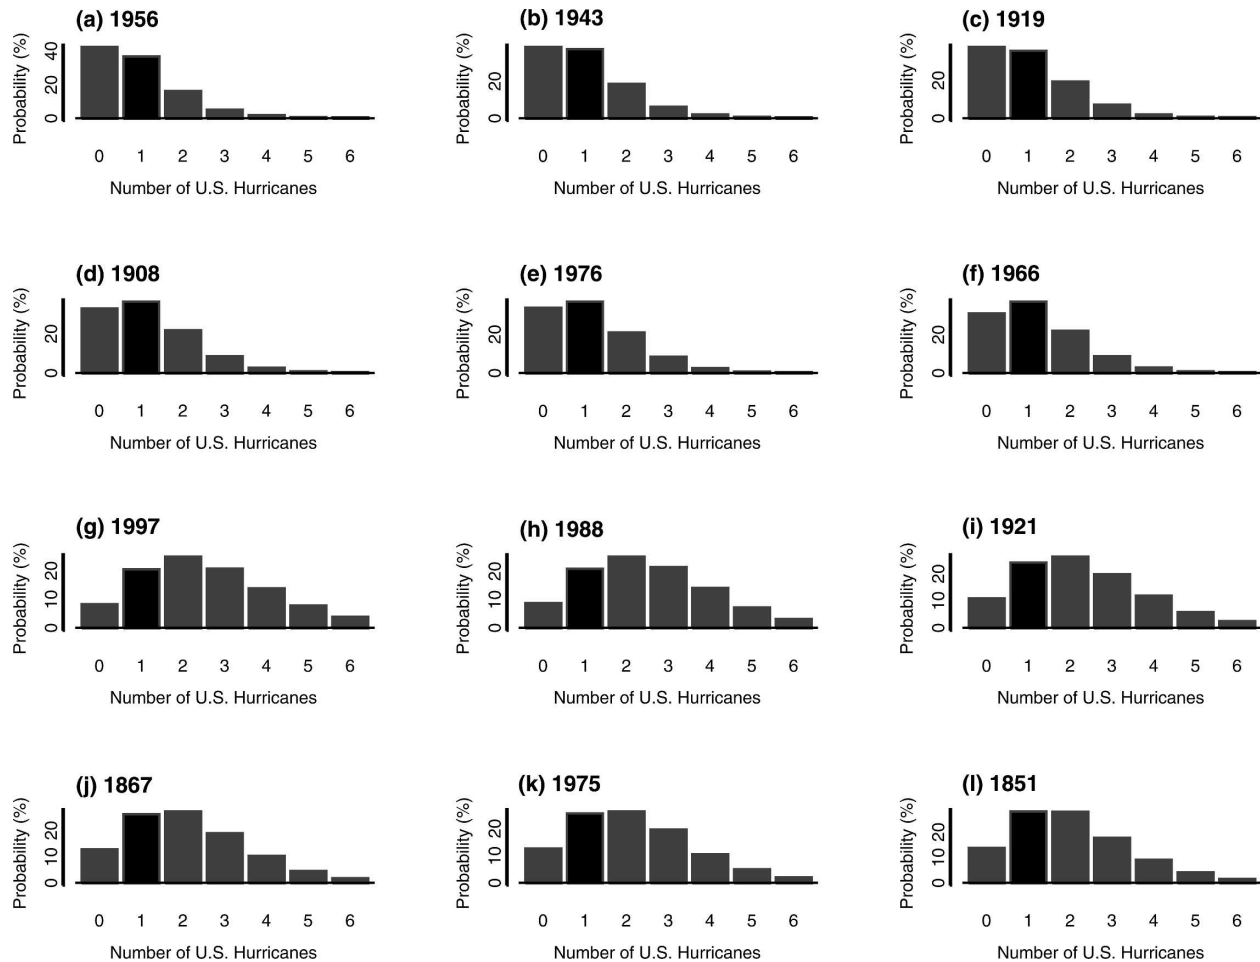 (a) 1956
Probability (%)
0 20 40
0 1 2 3 4 5 6
Number of U.S. Hurricanes
(b) 1943
Probability (%)
0 20
0 1 2 3 4 5 6
Number of U.S. Hurricanes
(c) 1919
Probability (%)
0 20
0 1 2 3 4 5 6
Number of U.S. Hurricanes
(d) 1908
Probability (%)
0 20
0 1 2 3 4 5 6
Number of U.S. Hurricanes
(e) 1976
Probability (%)
0 20
0 1 2 3 4 5 6
Number of U.S. Hurricanes
(f) 1966
Probability (%)
0 20
0 1 2 3 4 5 6
Number of U.S. Hurricanes
(g) 1997
Probability (%)
0 10 20
0 1 2 3 4 5 6
Number of U.S. Hurricanes
(h) 1988
Probability (%)
0 10 20
0 1 2 3 4 5 6
Number of U.S. Hurricanes
(i) 1921
Probability (%)
0 10 20
0 1 2 3 4 5 6
Number of U.S. Hurricanes
(j) 1867
Probability (%)
0 10 20
0 1 2 3 4 5 6
Number of U.S. Hurricanes
(k) 1975
Probability (%)
0 10 20
0 1 2 3 4 5 6
Number of U.S. Hurricanes
(l) 1851
Probability (%)
0 10 20
0 1 2 3 4 5 6
Number of U.S. Hurricanes